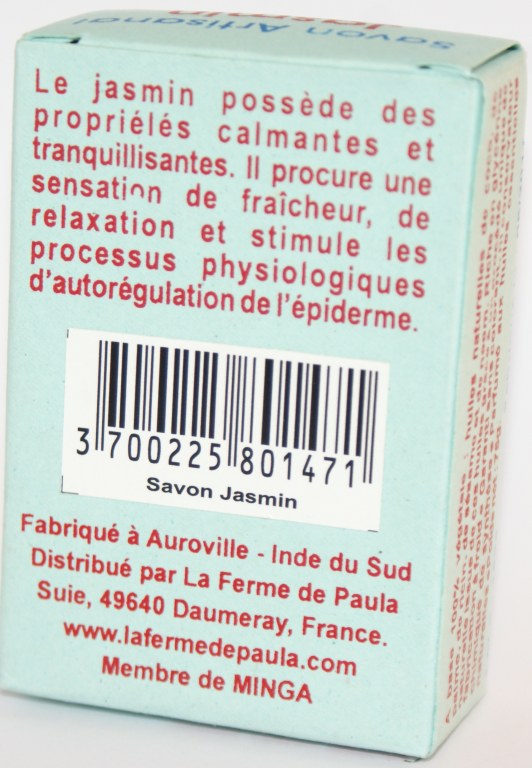 Savon Artisanal
Jasmin
Le jasmin possède des
propriélés calmantes et
tranquillisantes. Il procure une
sensation de fraîcheur, de
relaxation et stimule les
processus physiologiques
d'autorégulation de l'épiderme.
3 700225 801471
Savon Jasmin
Fabriqué à Auroville - Inde du Sud
Distribué par La Ferme de Paula
Suie, 49640 Daumeray, France.
www.lafermedepaula.com
Membre de MINGA